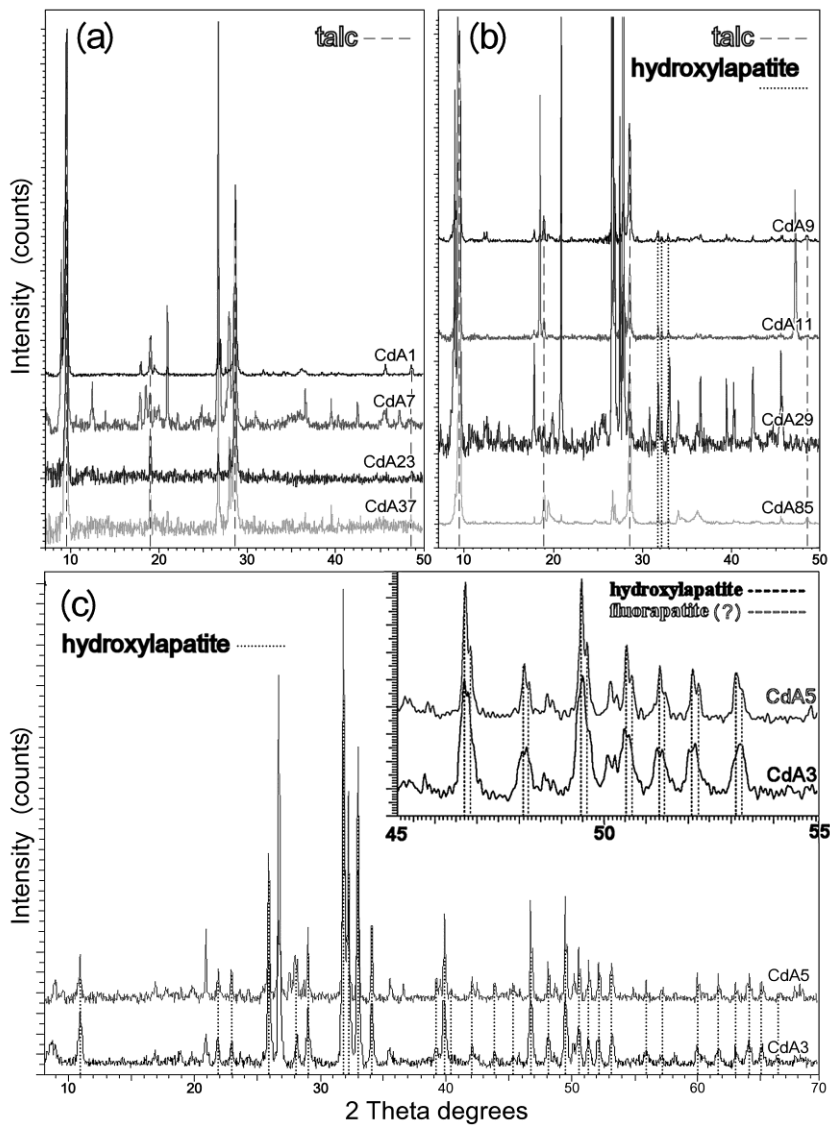 (a)
talc
Intensity (counts)
CdA1
CdA7
CdA23
CdA37
10 20 30 40 50
(b)
talc
hydroxylapatite
CdA9
CdA11
CdA29
CdA85
10 20 30 40 50
(c)
hydroxylapatite
Intensity (counts)
hydroxylapatite
fluorapatite (?)
CdA5
CdA3
45 50 55
CdA5
CdA3
10 20 30 40 50 60 70
2 Theta degrees